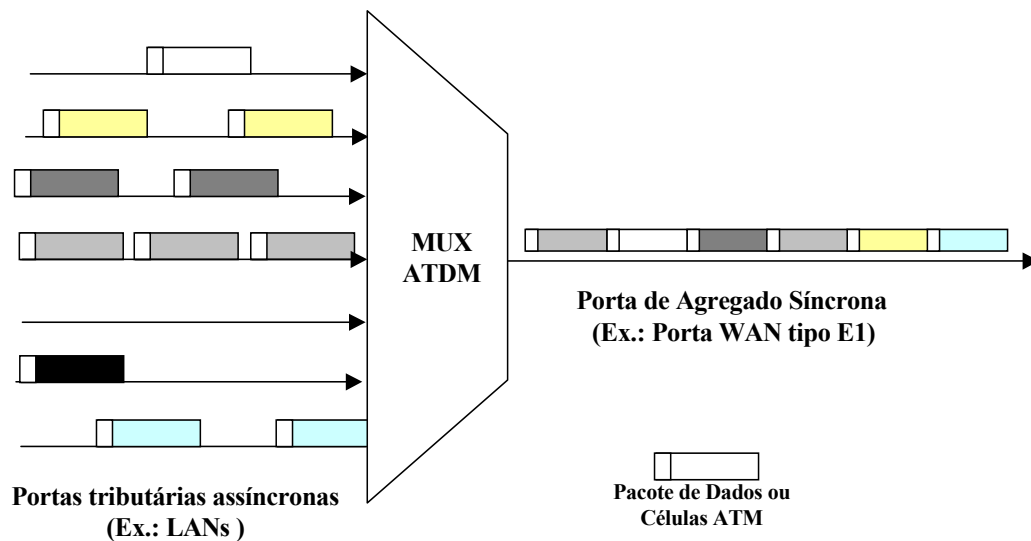 MUX
ATDM
Porta de Agregado Síncrona
(Ex.: Porta WAN tipo E1)
Portas tributárias assíncronas
(Ex.: LANs )
Pacote de Dados ou
Células ATM